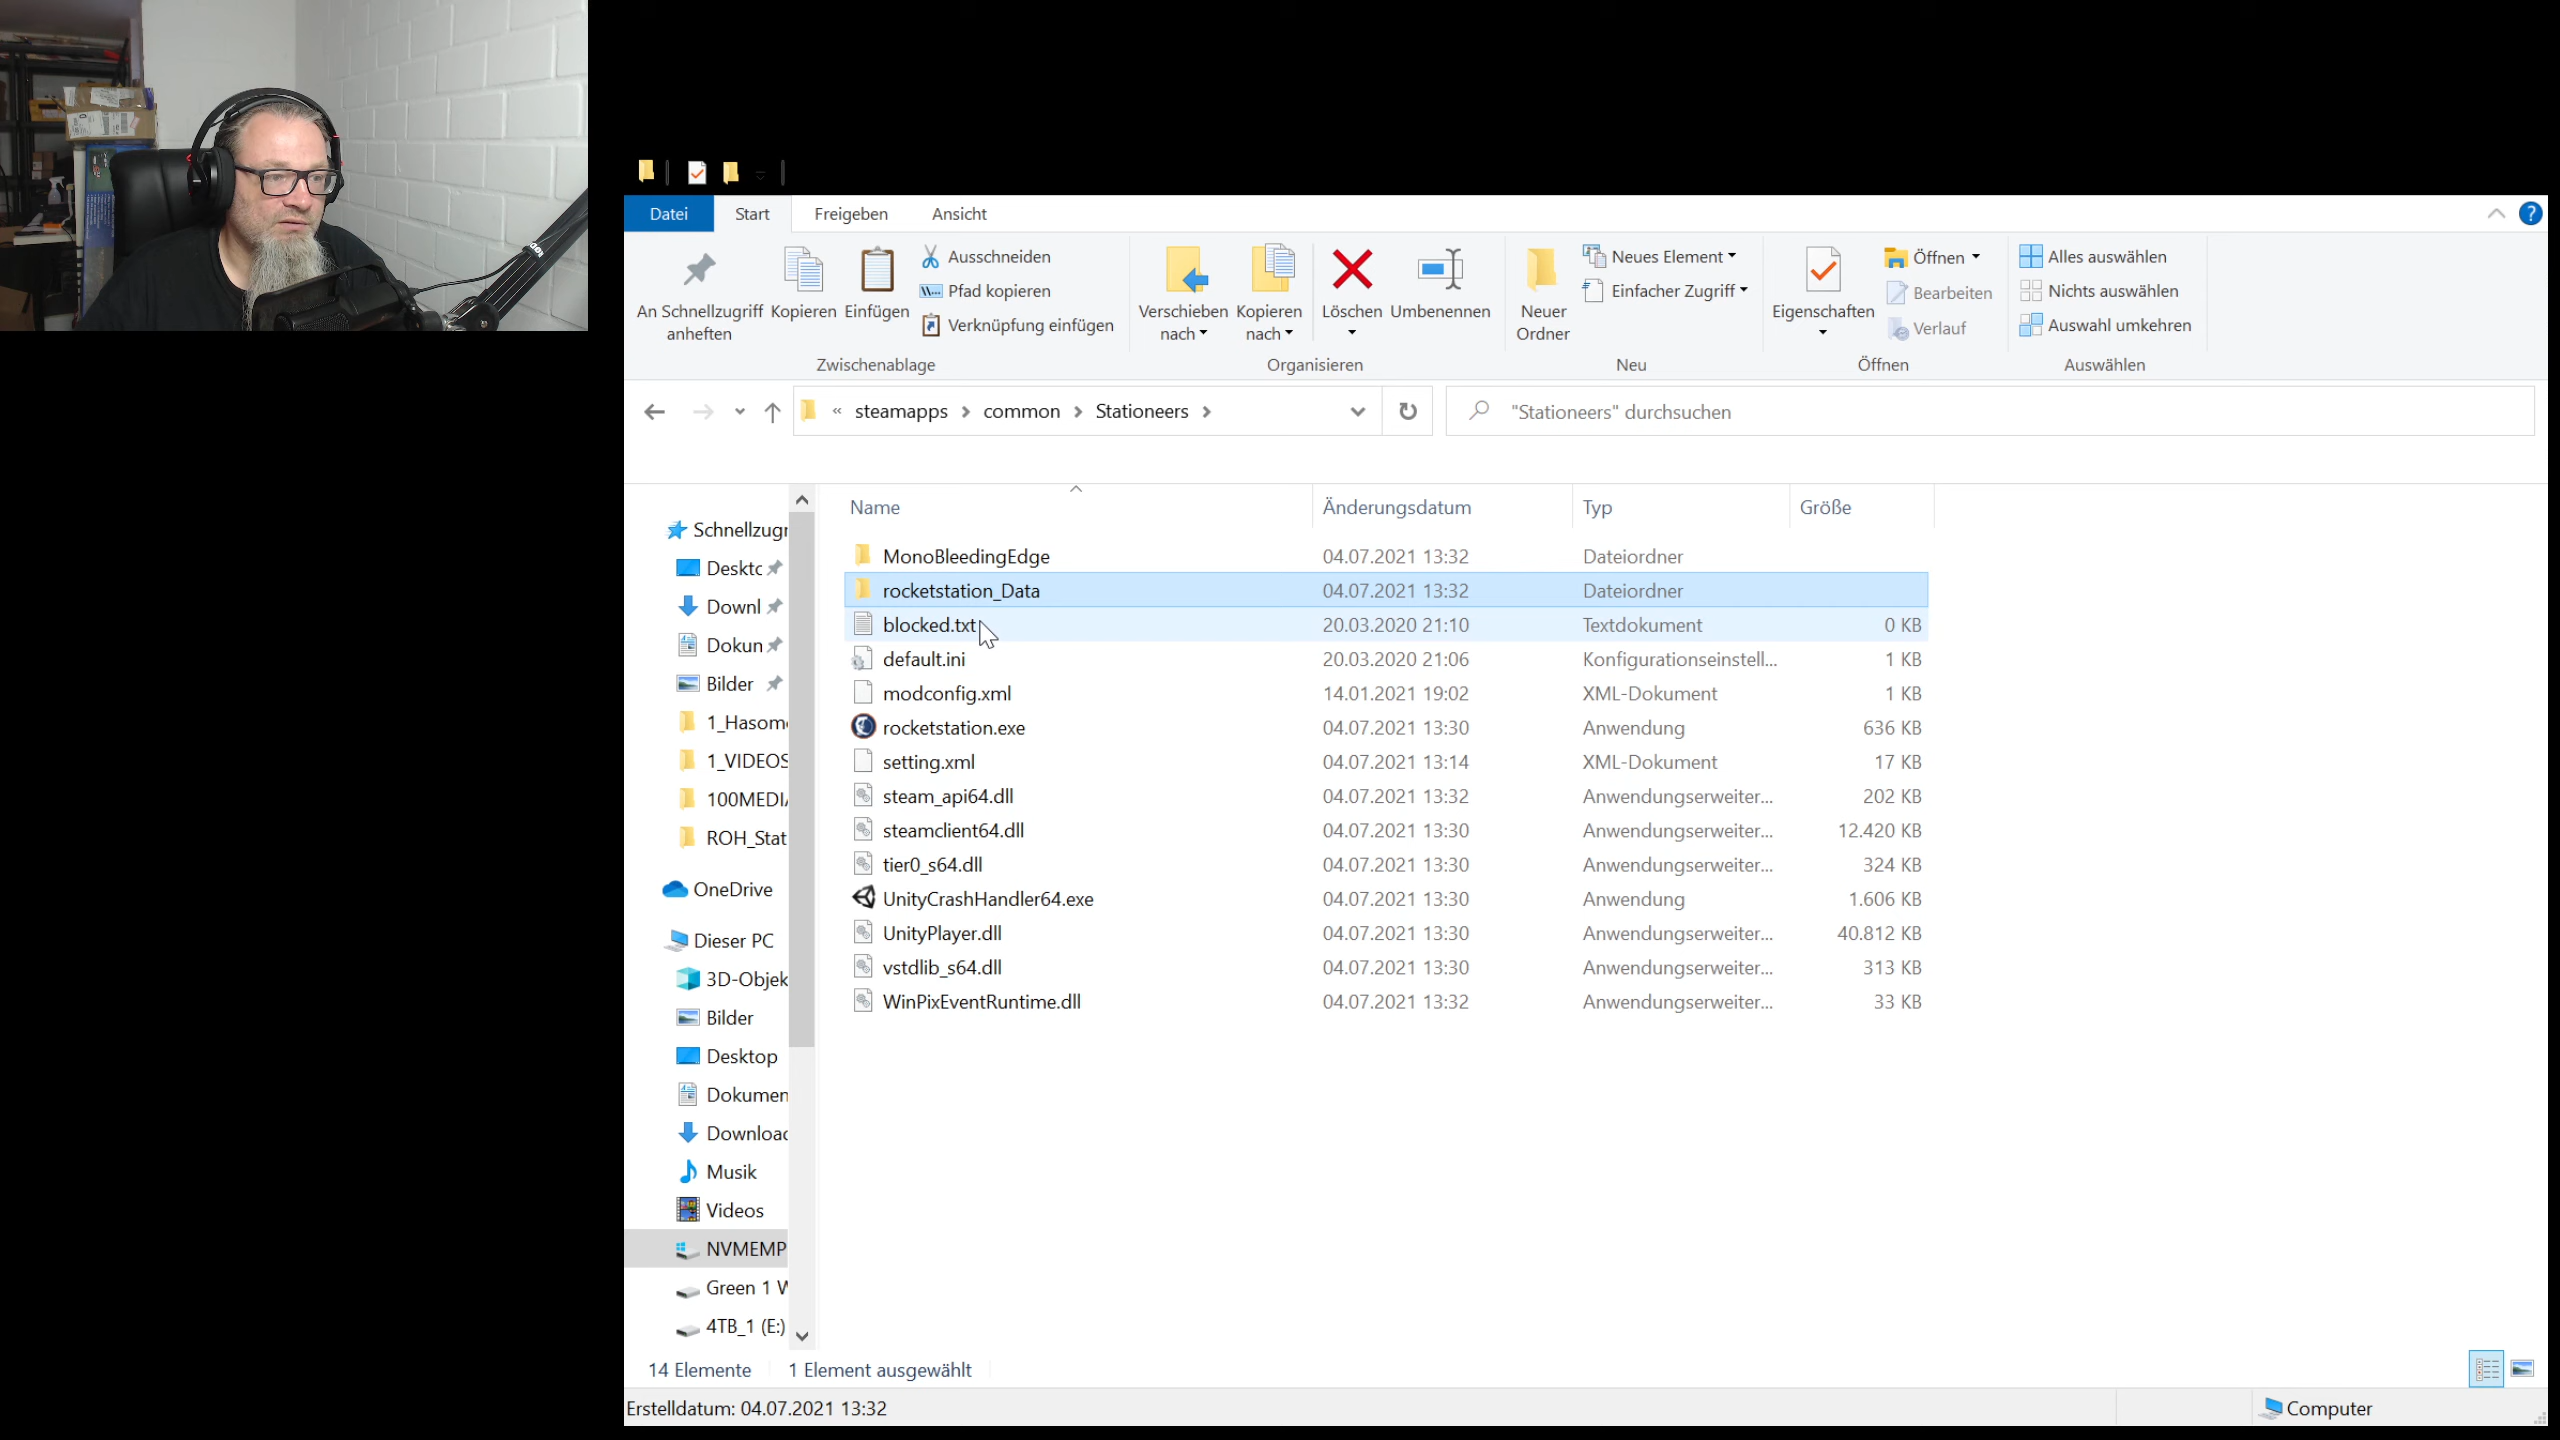 Datei Start Freigeben Ansicht
An Schnellzugriff anheften
Kopieren
Einfügen
Ausschneiden
Pfad kopieren
Verknüpfung einfügen
Zwischenablage
Verschieben nach
Kopieren nach
Löschen
Umbenennen
Organisieren
Neuer Ordner
Neues Element
Einfacher Zugriff
Neu
Eigenschaften
Öffnen
Bearbeiten
Verlauf
Öffnen
Alles auswählen
Nichts auswählen
Auswahl umkehren
Auswählen
« steamapps > common > Stationeers >
"Stationeers" durchsuchen
Schnellzugr
Deskto
Downl
Dokun
Bilder
1_Hasom
1_VIDEOS
100MEDI
ROH_Stat
OneDrive
Dieser PC
3D-Objek
Bilder
Desktop
Dokumen
Download
Musik
Videos
NVMEMP
Green 1 W
4TB_1 (E:)
Name Änderungsdatum Typ Größe
MonoBleedingEdge 04.07.2021 13:32 Dateiordner
rocketstation_Data 04.07.2021 13:32 Dateiordner
blocked.txt 20.03.2020 21:10 Textdokument 0 KB
default.ini 20.03.2020 21:06 Konfigurationseinstell... 1 KB
modconfig.xml 14.01.2021 19:02 XML-Dokument 1 KB
rocketstation.exe 04.07.2021 13:30 Anwendung 636 KB
setting.xml 04.07.2021 13:14 XML-Dokument 17 KB
steam_api64.dll 04.07.2021 13:32 Anwendungserweiter... 202 KB
steamclient64.dll 04.07.2021 13:30 Anwendungserweiter... 12.420 KB
tier0_s64.dll 04.07.2021 13:30 Anwendungserweiter... 324 KB
UnityCrashHandler64.exe 04.07.2021 13:30 Anwendung 1.606 KB
UnityPlayer.dll 04.07.2021 13:30 Anwendungserweiter... 40.812 KB
vstdlib_s64.dll 04.07.2021 13:30 Anwendungserweiter... 313 KB
WinPixEventRuntime.dll 04.07.2021 13:32 Anwendungserweiter... 33 KB
14 Elemente 1 Element ausgewählt
Erstelldatum: 04.07.2021 13:32
Computer